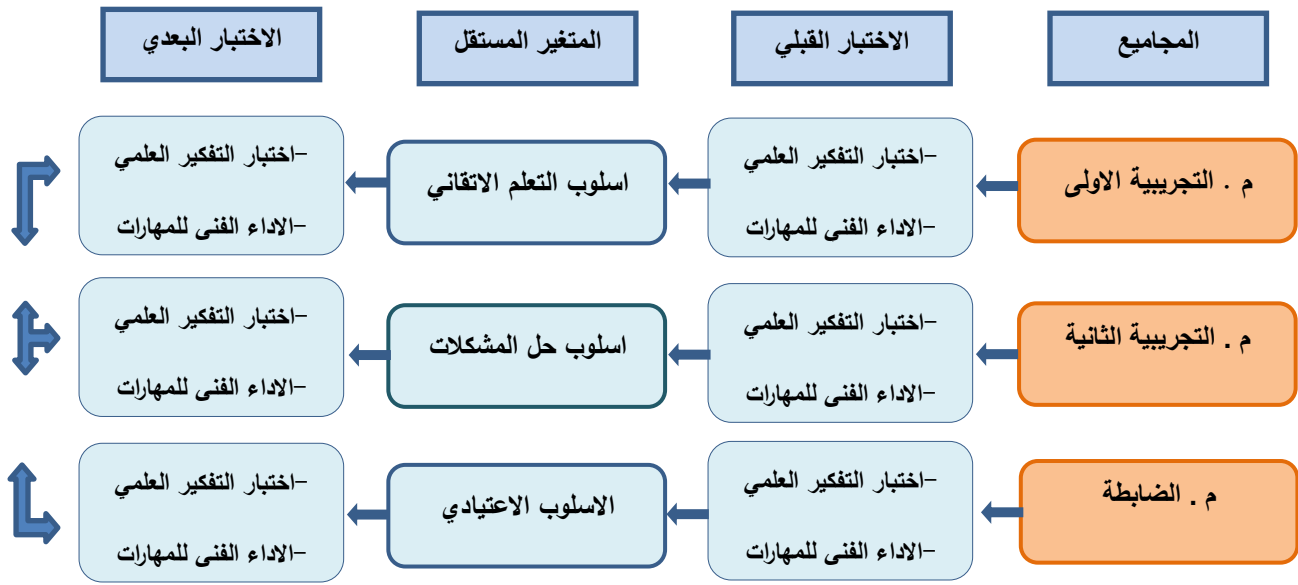 المجاميع
الاختبار القبلي
المتغير المستقل
الاختبار البعدي
م . التجريبية الاولى
-اختبار التفكير العلمي
-الاداء الفنى للمهارات
اسلوب التعلم الاتقاني
-اختبار التفكير العلمي
-الاداء الفنى للمهارات
م . التجريبية الثانية
-اختبار التفكير العلمي
-الاداء الفنى للمهارات
اسلوب حل المشكلات
-اختبار التفكير العلمي
-الاداء الفنى للمهارات
م . الضابطة
-اختبار التفكير العلمي
-الاداء الفنى للمهارات
الاسلوب الاعتيادي
-اختبار التفكير العلمي
-الاداء الفنى للمهارات